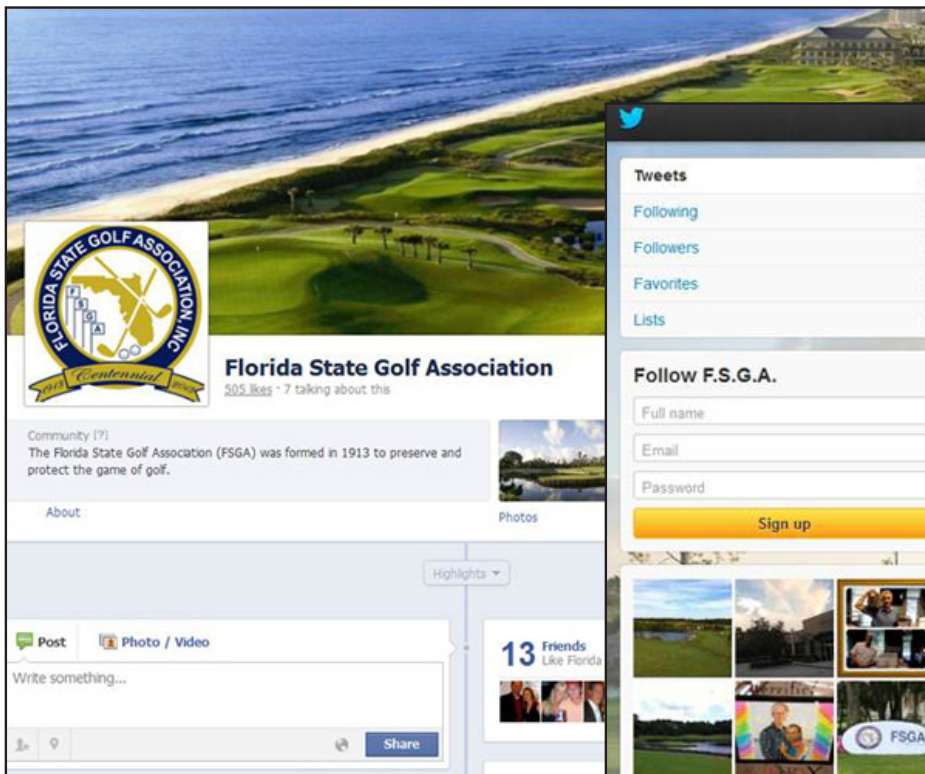 FLORIDA STATE GOLF ASSOCIATION, INC
F
S
G
A
1913 Centennial 2013
Florida State Golf Association
505 likes · 7 talking about this
Community [?]
The Florida State Golf Association (FSGA) was formed in 1913 to preserve and
protect the game of golf.
About
Photos
Highlights
Post
Photo / Video
Write something...
Share
13 Friends
Like Florida
Tweets
Following
Followers
Favorites
Lists
Follow F.S.G.A.
Full name
Email
Password
Sign up
FSGA